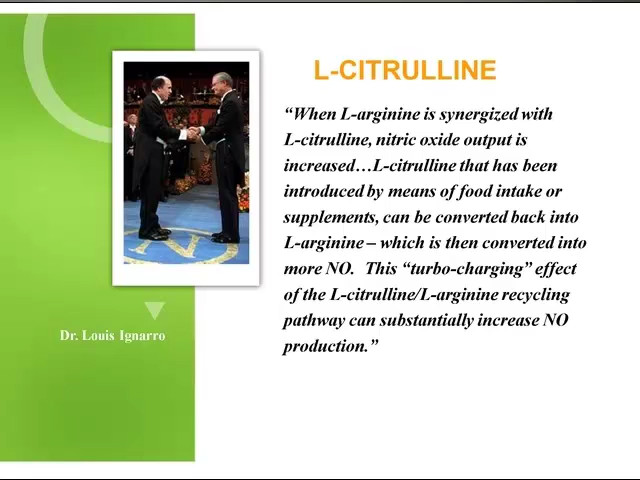 L-CITRULLINE
“When L-arginine is synergized with
L-citrulline, nitric oxide output is
increased…L-citrulline that has been
introduced by means of food intake or
supplements, can be converted back into
L-arginine – which is then converted into
more NO. This “turbo-charging” effect
of the L-citrulline/L-arginine recycling
pathway can substantially increase NO
production.”
Dr. Louis Ignarro
N